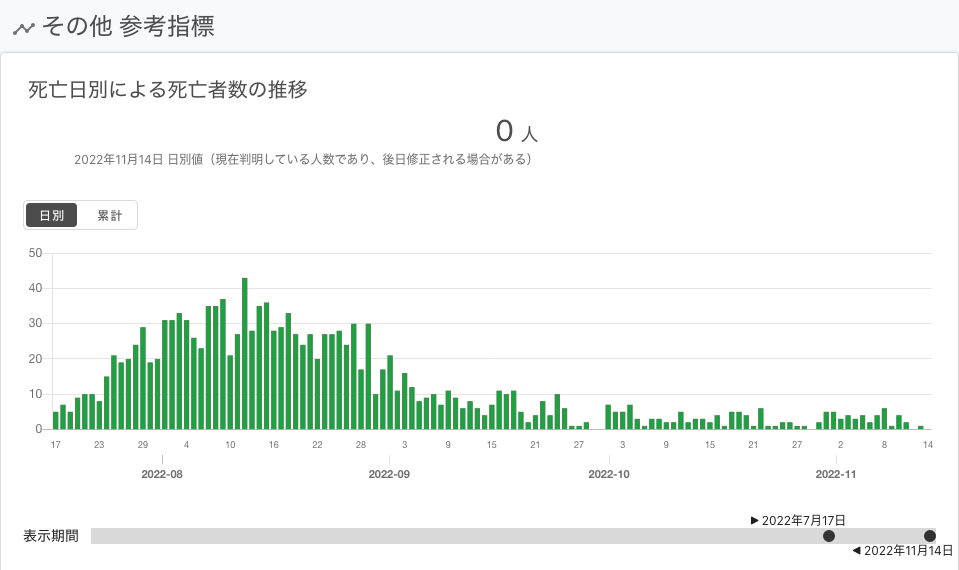 その他 参考指標
死亡日別による死亡者数の推移
0 人
2022年11月14日 日別値（現在判明している人数であり、後日修正される場合がある）
日別 累計
50
40
30
20
10
0
17 23 29 4 10 16 22 28 3 9 15 21 27 3 9 15 21 27 2 8 14
2022-08 2022-09 2022-10 2022-11
▶ 2022年7月17日
表示期間
◀ 2022年11月14日